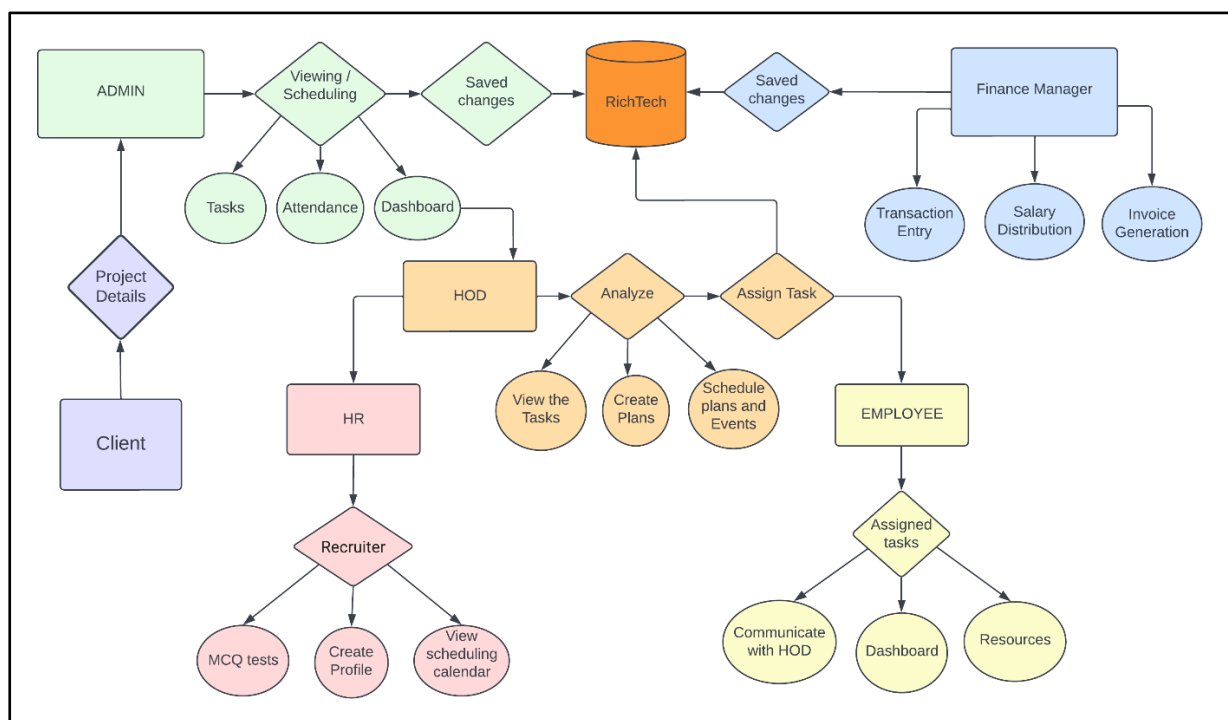 ADMIN
Viewing /
Scheduling
Saved
changes
RichTech
Saved
changes
Finance Manager
Tasks
Attendance
Dashboard
Transaction
Entry
Salary
Distribution
Invoice
Generation
Project
Details
HOD
Analyze
Assign Task
View the
Tasks
Create
Plans
Schedule
plans and
Events
Client
HR
EMPLOYEE
Recruiter
Assigned
tasks
MCQ tests
Create
Profile
View
scheduling
calendar
Communicate
with HOD
Dashboard
Resources